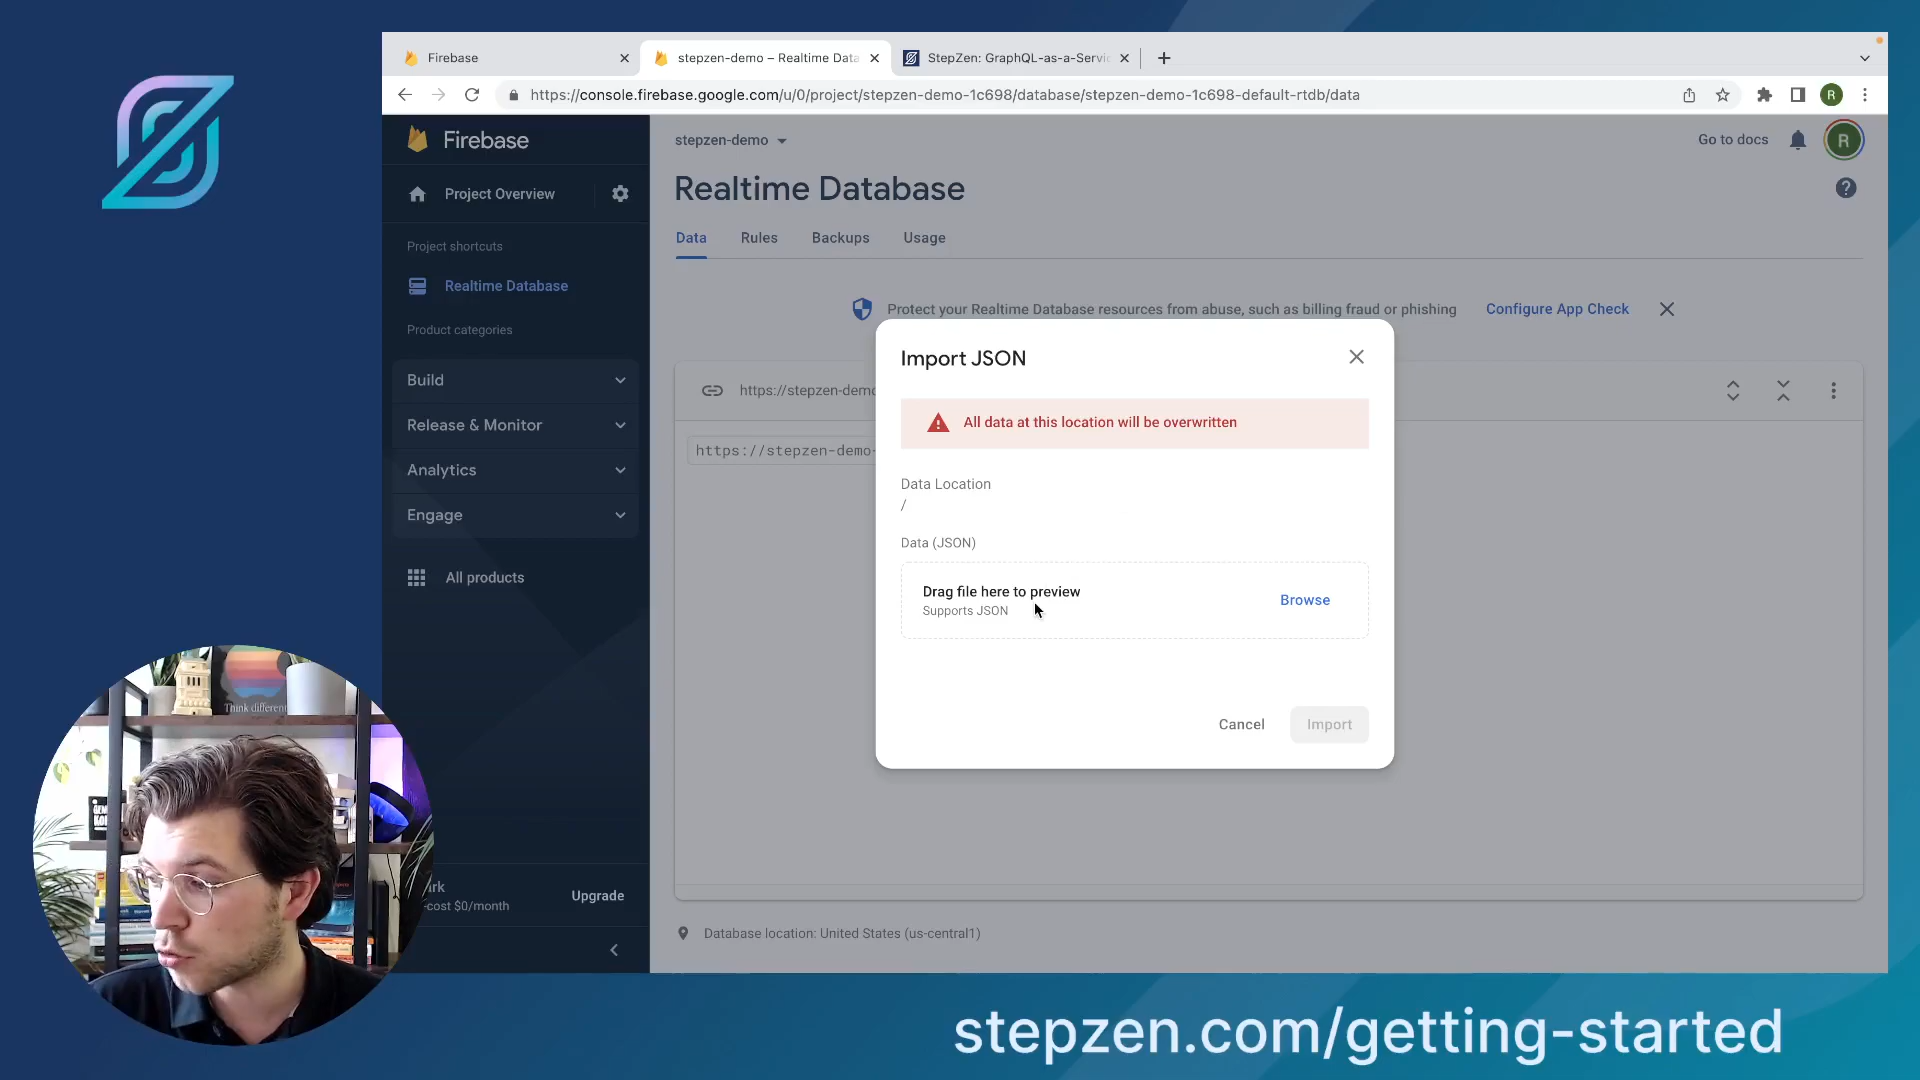 Firebase
stepzen-demo – Realtime Data
StepZen: GraphQL-as-a-Servi
https://console.firebase.google.com/u/0/project/stepzen-demo-1c698/database/stepzen-demo-1c698-default-rtdb/data
R
Firebase
stepzen-demo
Go to docs
R
Project Overview
Realtime Database
Data
Rules
Backups
Usage
Project shortcuts
Realtime Database
Product categories
Protect your Realtime Database resources from abuse, such as billing fraud or phishing
Configure App Check
Build
Release & Monitor
Analytics
Engage
All products
https://stepzen-demo
https://stepzen-demo-
Import JSON
All data at this location will be overwritten
Data Location
/
Data (JSON)
Drag file here to preview
Supports JSON
Browse
Cancel
Import
Think different
ark
-cost $0/month
Upgrade
Database location: United States (us-central1)
stepzen.com/getting-started